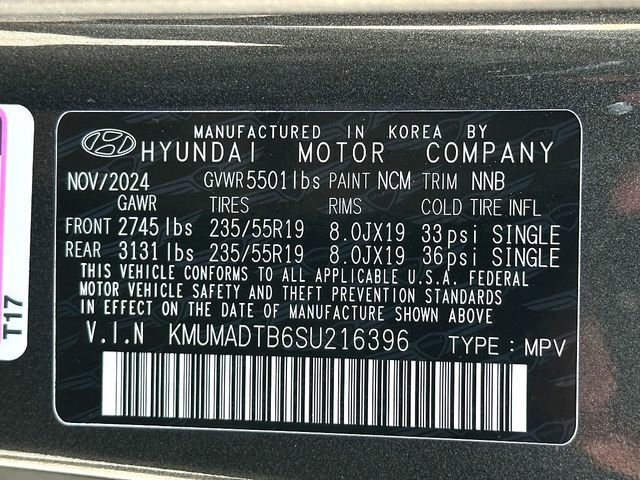 MANUFACTURED IN KOREA BY
HYUNDAI MOTOR COMPANY
NOV/2024 GVWR 5501 lbs PAINT NCM TRIM NNB
GAWR TIRES RIMS COLD TIRE INFL
FRONT 2745 lbs 235/55R19 8.0JX19 33 psi SINGLE
REAR 3131 lbs 235/55R19 8.0JX19 36 psi SINGLE
THIS VEHICLE CONFORMS TO ALL APPLICABLE U.S.A. FEDERAL
MOTOR VEHICLE SAFETY AND THEFT PREVENTION STANDARDS
IN EFFECT ON THE DATE OF MANUFACTURE SHOWN ABOVE
V.I.N KMUMADTB6SU216396 TYPE : MPV
T17